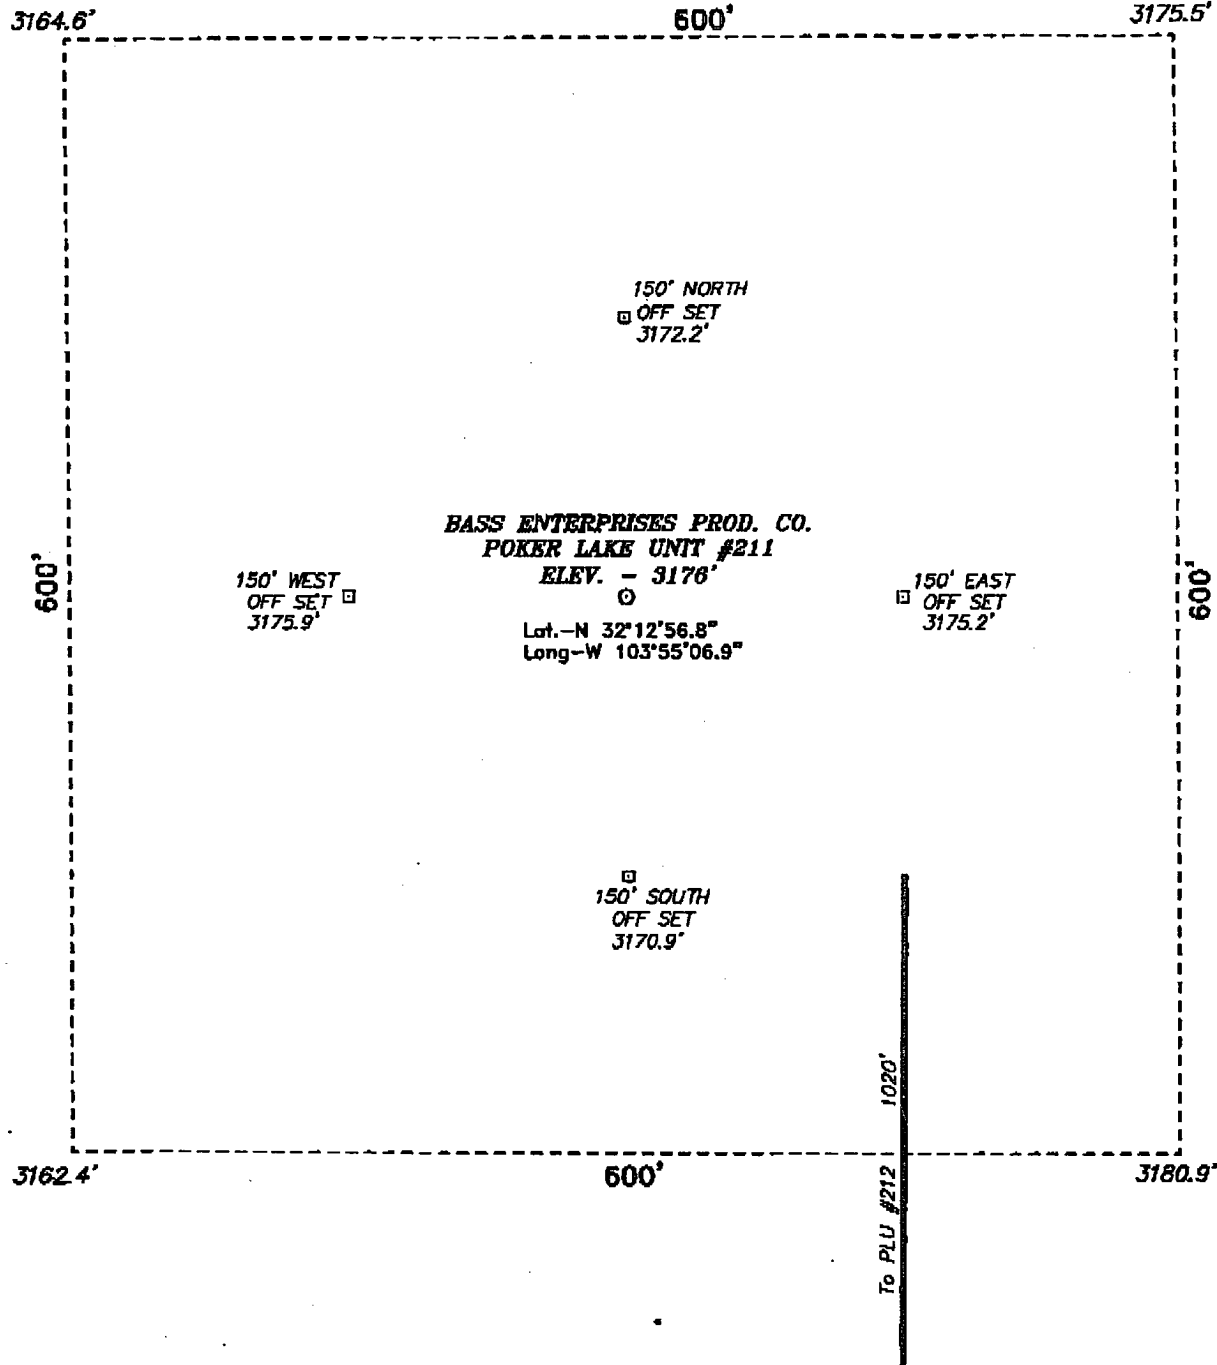 3164.6'
600'
3175.5'
150' NORTH
OFF SET
3172.2'
BASS ENTERPRISES PROD. CO.
POKER LAKE UNIT #211
ELEV. - 3176'
600'
150' WEST
OFF SET
3175.9'
150' EAST
OFF SET
3175.2'
600'
Lat.-N 32°12'56.8"
Long-W 103°55'06.9"
150' SOUTH
OFF SET
3170.9'
To PLU #212 1020'
3162.4'
600'
3180.9'